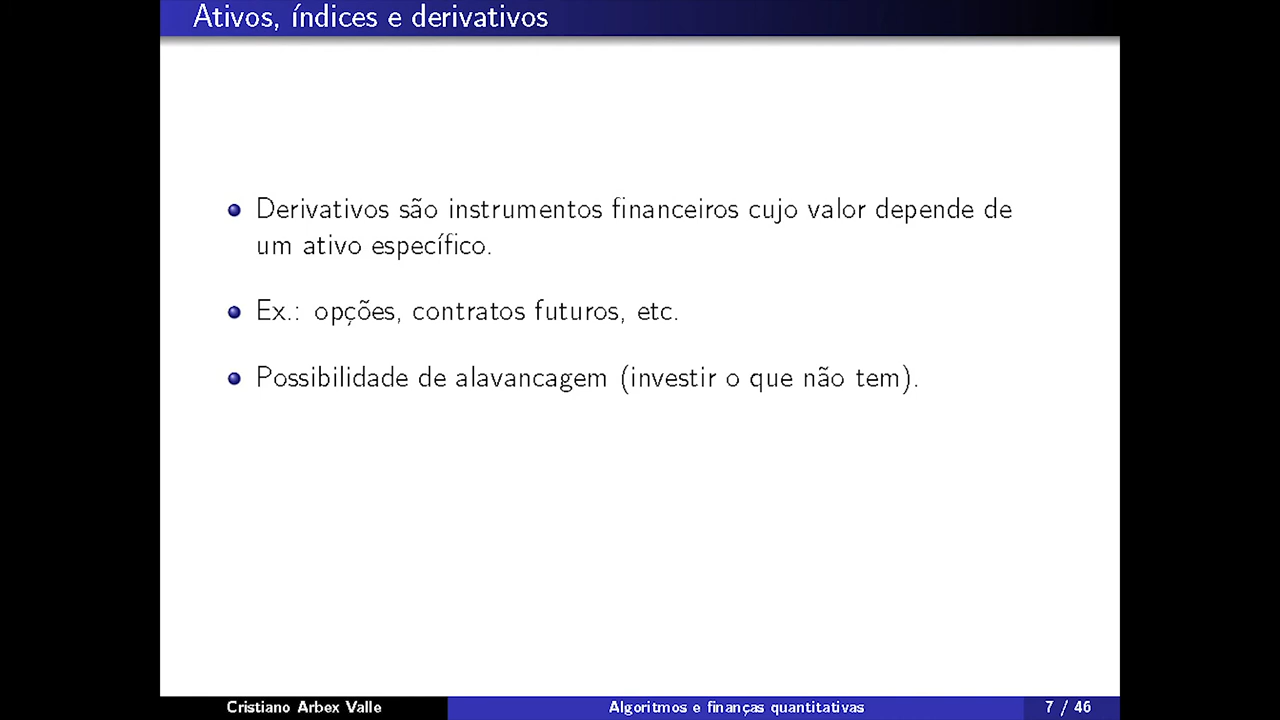 Ativos, índices e derivativos
Derivativos são instrumentos financeiros cujo valor depende de
um ativo específico.
Ex.: opções, contratos futuros, etc.
Possibilidade de alavancagem (investir o que não tem).
Cristiano Arbex Valle
Algoritmos e finanças quantitativas
7 / 46